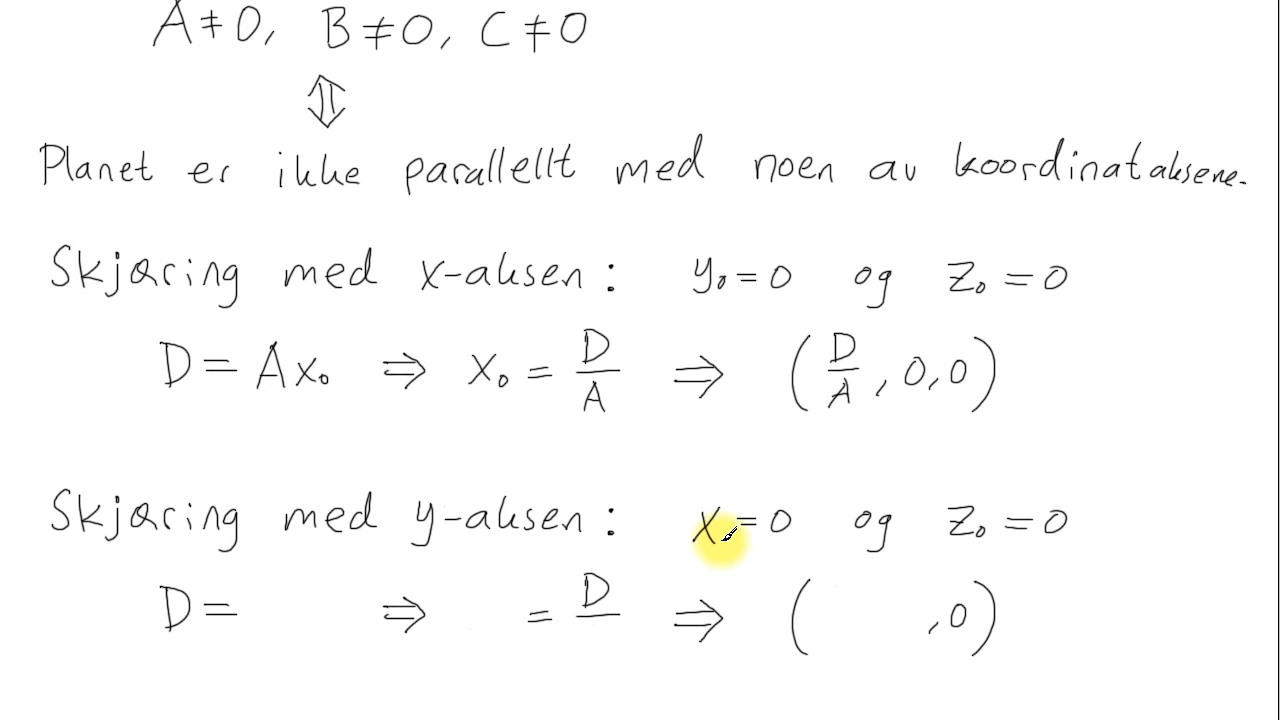 A≠0, B≠0, C≠0
⇕
Planet er ikke parallellt med noen av koordinataksene.
Skjæring med x-aksen: y₀=0 og z₀=0
D = Ax₀ ⇒ x₀ = D/A ⇒ (D/A, 0, 0)
Skjæring med y-aksen: x₀=0 og z₀=0
D = ⇒ = D/ ⇒ ( , 0)